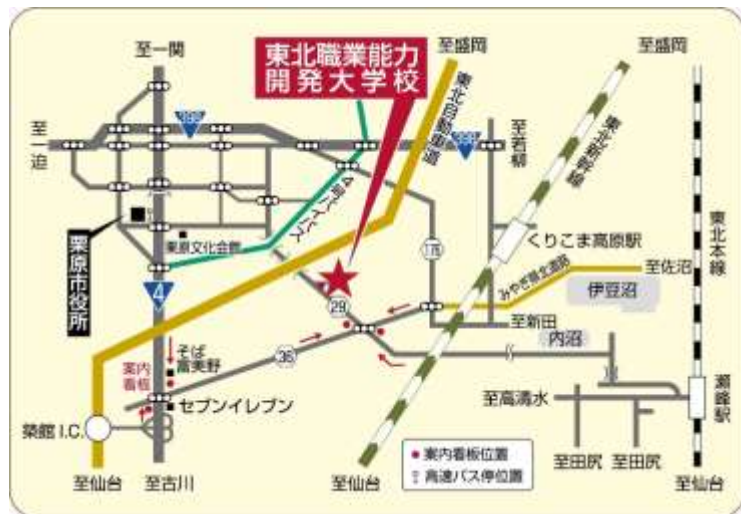 至一関
東北職業能力
開発大学校
至盛岡
至盛岡
東北自動車道
東北新幹線
至一迫
至若柳
4号バイパス
東北本線
栗原市役所
栗原文化会館
176
くりこま高原駅
みやぎ県北道路
至佐沼
伊豆沼
4
29
至新田
内沼
36
案内
看板
そば
高美野
セブンイレブン
至高清水
瀬峰駅
築館 I.C.
至田尻
至田尻
至仙台
至古川
至仙台
至仙台
案内看板位置
高速バス停位置